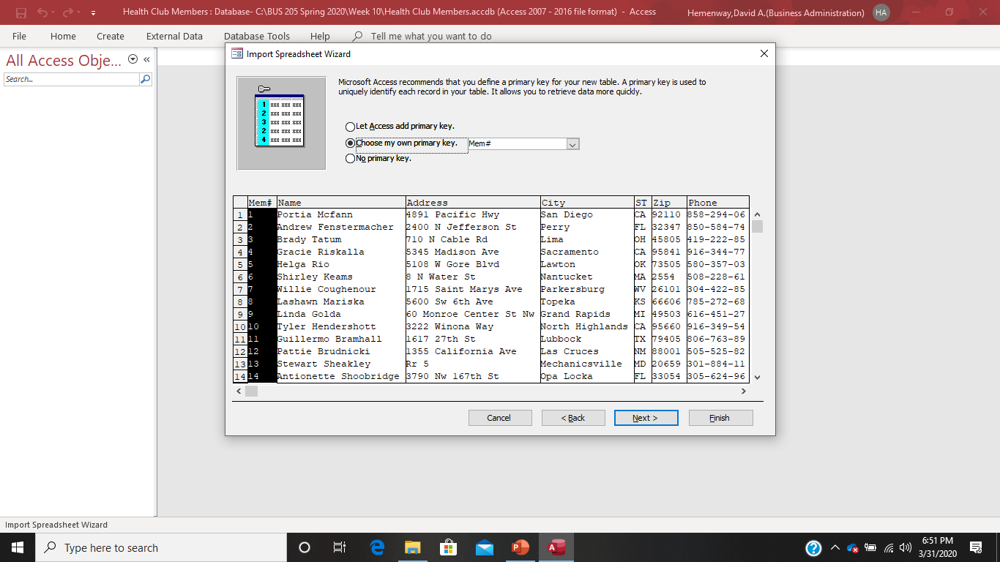 Health Club Members : Database- C:\BUS 205 Spring 2020\Week 10\Health Club Members.accdb (Access 2007 - 2016 file format) - Access
Hemenway,David A.(Business Administration) HA
File Home Create External Data Database Tools Help Tell me what you want to do
All Access Obje... «
Search...
Import Spreadsheet Wizard
Microsoft Access recommends that you define a primary key for your new table. A primary key is used to
uniquely identify each record in your table. It allows you to retrieve data more quickly.
1 xxx xxx xxx
2 xxx xxx xxx
3 xxx xxx xxx
2 xxx xxx xxx
4 xxx xxx xxx
Let Access add primary key.
Choose my own primary key. Mem#
No primary key.
Mem# Name Address City ST Zip Phone
1 1 Portia Mcfann 4891 Pacific Hwy San Diego CA 92110 858-294-06
2 2 Andrew Fenstermacher 2400 N Jefferson St Perry FL 32347 850-584-74
3 3 Brady Tatum 710 N Cable Rd Lima OH 45805 419-222-85
4 4 Gracie Riskalla 5345 Madison Ave Sacramento CA 95841 916-344-77
5 5 Helga Rio 5108 W Gore Blvd Lawton OK 73505 580-357-03
6 6 Shirley Keams 8 N Water St Nantucket MA 2554 508-228-61
7 7 Willie Coughenour 1715 Saint Marys Ave Parkersburg WV 26101 304-422-85
8 8 Lashawn Mariska 5600 Sw 6th Ave Topeka KS 66606 785-272-68
9 9 Linda Golda 60 Monroe Center St Nw Grand Rapids MI 49503 616-451-27
10 10 Tyler Hendershott 3222 Winona Way North Highlands CA 95660 916-349-54
11 11 Guillermo Bramhall 1617 27th St Lubbock TX 79405 806-763-89
12 12 Pattie Brudnicki 1355 California Ave Las Cruces NM 88001 505-525-82
13 13 Stewart Sheakley Rr 5 Mechanicsville MD 20659 301-884-11
14 14 Antionette Shoobridge 3790 Nw 167th St Opa Locka FL 33054 305-624-96
Cancel < Back Next > Finish
Import Spreadsheet Wizard
Type here to search
6:51 PM
3/31/2020